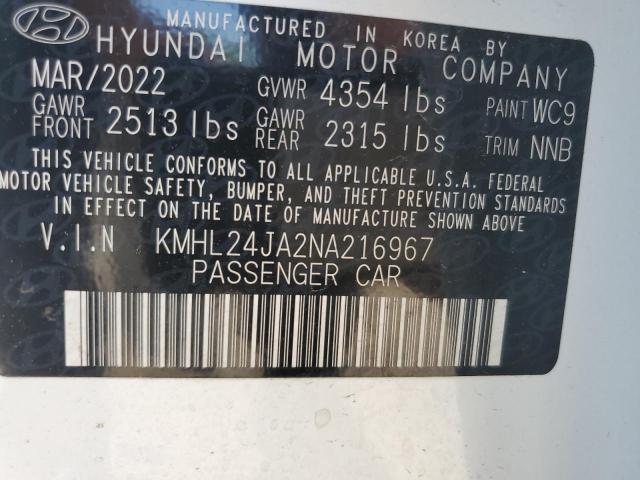 MANUFACTURED IN KOREA BY
HYUNDAI MOTOR COMPANY
MAR/2022 GVWR 4354 lbs PAINT WC9
GAWR FRONT 2513 lbs GAWR REAR 2315 lbs TRIM NNB
THIS VEHICLE CONFORMS TO ALL APPLICABLE U.S.A. FEDERAL
MOTOR VEHICLE SAFETY, BUMPER, AND THEFT PREVENTION STANDARDS
IN EFFECT ON THE DATE OF MANUFACTURE SHOWN ABOVE.
V.I.N KMHL24JA2NA216967
PASSENGER CAR